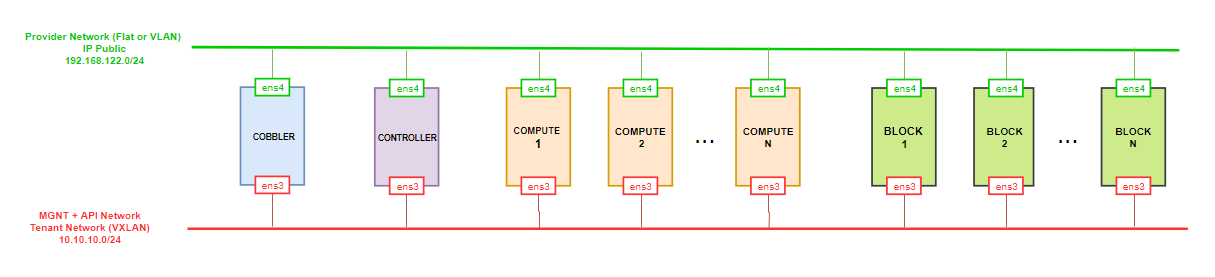 Provider Network (Flat or VLAN)
IP Public
192.168.122.0/24
ens4
ens4
ens4
ens4
ens4
ens4
ens4
ens4
COBBLER
CONTROLLER
COMPUTE
1
COMPUTE
2
...
COMPUTE
N
BLOCK
1
BLOCK
2
...
BLOCK
N
ens3
ens3
ens3
ens3
ens3
ens3
ens3
ens3
MGNT + API Network
Tenant Network (VXLAN)
10.10.10.0/24